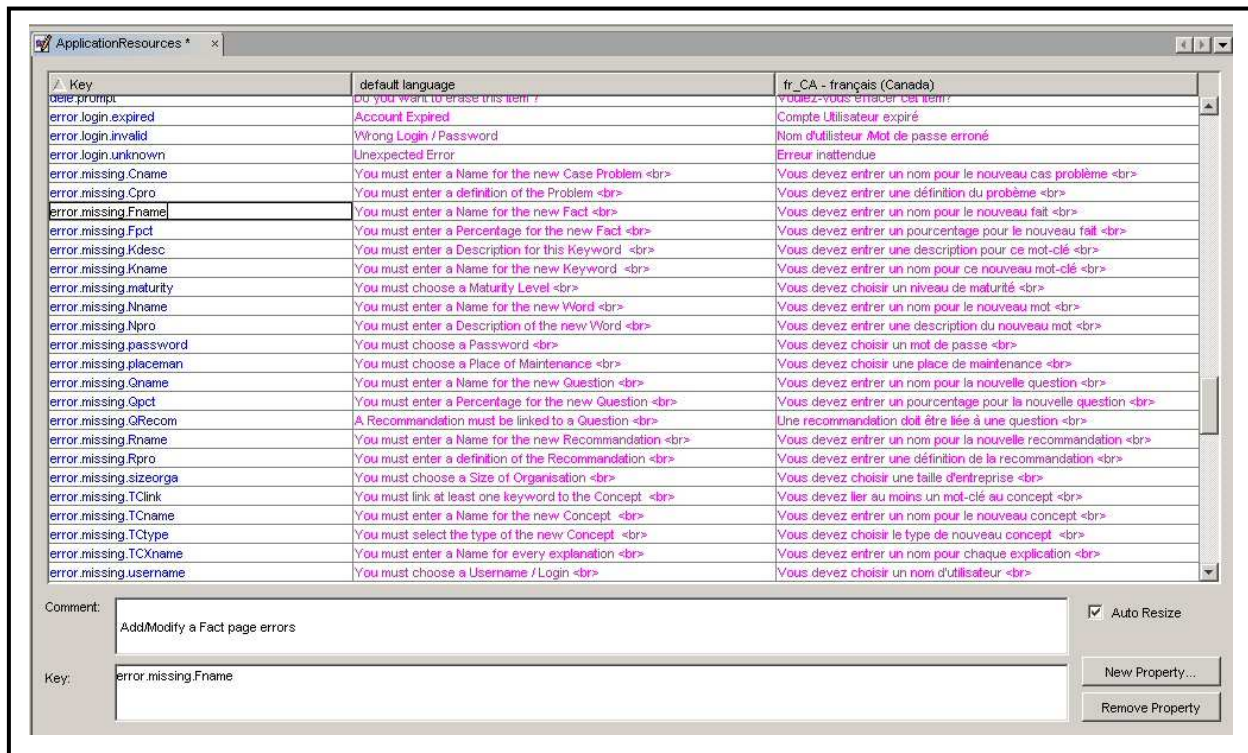 ApplicationResources *
Key default language fr_CA - français (Canada)
dele.prompt Do you want to erase this item ? Voulez-vous effacer cet item?
error.login.expired Account Expired Compte Utilisateur expiré
error.login.invalid Wrong Login / Password Nom d'utilisteur /Mot de passe erroné
error.login.unknown Unexpected Error Erreur inattendue
error.missing.Cname You must enter a Name for the new Case Problem <br> Vous devez entrer un nom pour le nouveau cas problème <br>
error.missing.Cpro You must enter a definition of the Problem <br> Vous devez entrer une définition du probème <br>
error.missing.Fname You must enter a Name for the new Fact <br> Vous devez entrer un nom pour le nouveau fait <br>
error.missing.Fpct You must enter a Percentage for the new Fact <br> Vous devez entrer un pourcentage pour le nouveau fait <br>
error.missing.Kdesc You must enter a Description for this Keyword <br> Vous devez entrer une description pour ce mot-clé <br>
error.missing.Kname You must enter a Name for the new Keyword <br> Vous devez entrer un nom pour ce nouveau mot-clé <br>
error.missing.maturity You must choose a Maturity Level <br> Vous devez choisir un niveau de maturité <br>
error.missing.Nname You must enter a Name for the new Word <br> Vous devez entrer un nom pour le nouveau mot <br>
error.missing.Npro You must enter a Description of the new Word <br> Vous devez entrer une description du nouveau mot <br>
error.missing.password You must choose a Password <br> Vous devez choisir un mot de passe <br>
error.missing.placeman You must choose a Place of Maintenance <br> Vous devez choisir une place de maintenance <br>
error.missing.Qname You must enter a Name for the new Question <br> Vous devez entrer un nom pour la nouvelle question <br>
error.missing.Qpct You must enter a Percentage for the new Question <br> Vous devez entrer un pourcentage pour la nouvelle question <br>
error.missing.QRecom A Recommandation must be linked to a Question <br> Une recommandation doit être liée à une question <br>
error.missing.Rname You must enter a Name for the new Recommandation <br> Vous devez entrer un nom pour la nouvelle recommandation <br>
error.missing.Rpro You must enter a definition of the Recommandation <br> Vous devez entrer une définition de la recommandation <br>
error.missing.sizeorga You must choose a Size of Organisation <br> Vous devez choisir une taille d'entreprise <br>
error.missing.TClink You must link at least one keyword to the Concept <br> Vous devez lier au moins un mot-clé au concept <br>
error.missing.TCname You must enter a Name for the new Concept <br> Vous devez entrer un nom pour le nouveau concept <br>
error.missing.TCtype You must select the type of the new Concept <br> Vous devez choisir le type de nouveau concept <br>
error.missing.TCXname You must enter a Name for every explanation <br> Vous devez entrer un nom pour chaque explication <br>
error.missing.username You must choose a Username / Login <br> Vous devez choisir un nom d'utilsateur <br>
Comment: Add/Modify a Fact page errors
Auto Resize
Key: error.missing.Fname
New Property...
Remove Property